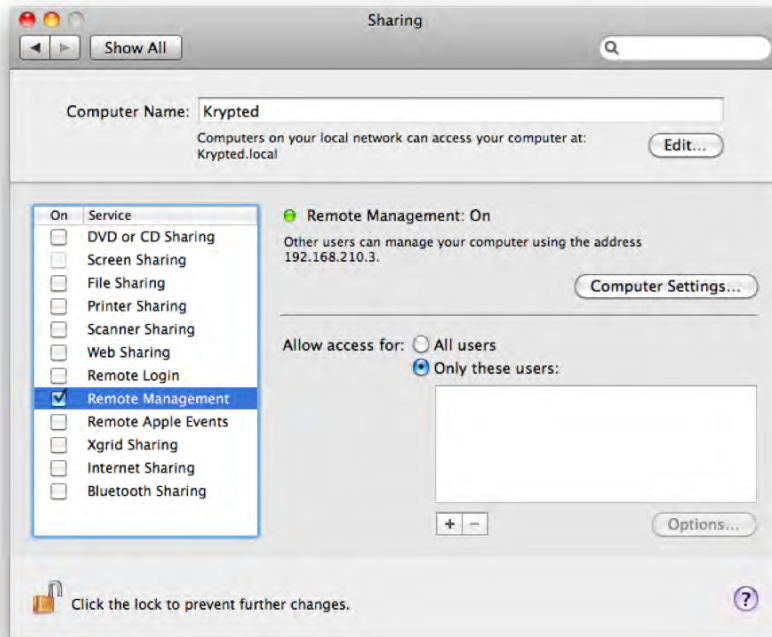 Sharing
Show All
Computer Name: Krypted
Computers on your local network can access your computer at:
Krypted.local
Edit...
On Service
DVD or CD Sharing
Screen Sharing
File Sharing
Printer Sharing
Scanner Sharing
Web Sharing
Remote Login
Remote Management
Remote Apple Events
Xgrid Sharing
Internet Sharing
Bluetooth Sharing
Remote Management: On
Other users can manage your computer using the address
192.168.210.3.
Computer Settings...
Allow access for: All users
Only these users:
+ −
Options...
Click the lock to prevent further changes.
?